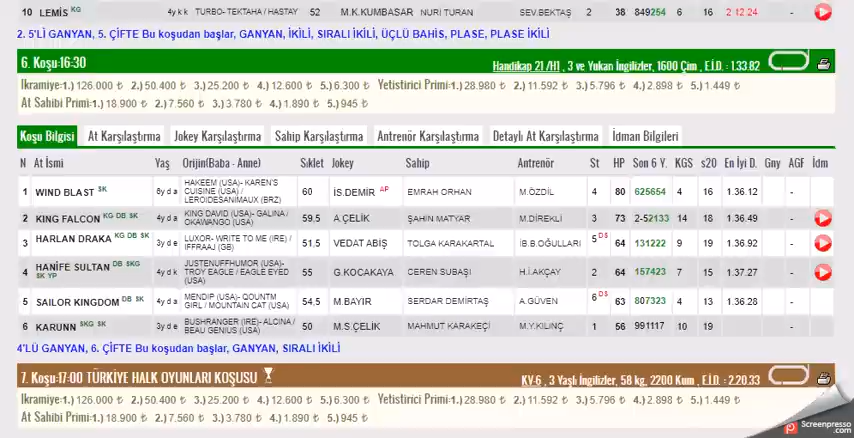 10 LEMİS KG 4y k k TURBO- TEKTAHA / HASTAY 52 M.K.KUMBASAR NURİ TURAN SEV.BEKTAŞ 2 38 849254 6 16 2.12.24 -
2. 5'Lİ GANYAN, 5. ÇİFTE Bu koşudan başlar, GANYAN, İKİLİ, SIRALI İKİLİ, ÜÇLÜ BAHİS, PLASE, PLASE İKİLİ
6. Koşu:16:30 Handikap 21 /H1 , 3 ve Yukarı İngilizler, 1600 Çim , E.İ.D. : 1.33.82
İkramiye:1.) 126.000 ₺ 2.) 50.400 ₺ 3.) 25.200 ₺ 4.) 12.600 ₺ 5.) 6.300 ₺ Yetistirici Primi:1.) 28.980 ₺ 2.) 11.592 ₺ 3.) 5.796 ₺ 4.) 2.898 ₺ 5.) 1.449 ₺
At Sahibi Primi:1.) 18.900 ₺ 2.) 7.560 ₺ 3.) 3.780 ₺ 4.) 1.890 ₺ 5.) 945 ₺
Koşu Bilgisi At Karşılaştırma Jokey Karşılaştırma Sahip Karşılaştırma Antrenör Karşılaştırma Detaylı At Karşılaştırma İdman Bilgileri
N At İsmi Yaş Orijin(Baba - Anne) Sıklet Jokey Sahip Antrenör St HP Son 6 Y. KGS s20 En İyi D. Gny AGF İdm
1 WIND BLAST SK 8y d a HAKEEM (USA)- KAREN'S CUISINE (USA) / LEROIDESANIMAUX (BRZ) 60 İS.DEMİR AP EMRAH ORHAN M.ÖZDİL 4 80 625654 4 16 1.36.12 -
2 KING FALCON KG DB SK 4y d a KING DAVID (USA)- GALINA / OKAWANGO (USA) 59,5 A.ÇELİK ŞAHİN MATYAR M.DİREKLİ 3 73 2-52133 14 18 1.36.49 -
3 HARLAN DRAKA KG DB SK 3y d e LUXOR- WRITE TO ME (IRE) / IFFRAAJ (GB) 51,5 VEDAT ABİŞ TOLGA KARAKARTAL İB.B.OĞULLARI 5 DS 64 131222 9 19 1.36.92 -
4 HANİFE SULTAN DB SKG SK YP 4y d k JUSTENUFFHUMOR (USA)- TROY EAGLE / EAGLE EYED (USA) 55 G.KOCAKAYA CEREN SUBAŞI H.İ.AKÇAY 2 64 157423 7 15 1.37.27 -
5 SAILOR KINGDOM DB SK 4y d a MENDIP (USA)- QOUNTM GIRL / MOUNTAIN CAT (USA) 54,5 M.BAYIR SERDAR DEMİRTAŞ A.GÜVEN 6 DS 63 807323 4 13 1.36.28 -
6 KARUNN SKG SK 3y d e BUSHRANGER (IRE)- ALCINA / BEAU GENIUS (USA) 50 M.S.ÇELİK MAHMUT KARAKEÇİ M.Y.KILINÇ 1 56 991117 10 19 -
4'LÜ GANYAN, 6. ÇİFTE Bu koşudan başlar, GANYAN, SIRALI İKİLİ
7. Koşu:17:00 TÜRKİYE HALK OYUNLARI KOŞUSU KV-6 , 3 Yaşlı İngilizler, 58 kg, 2200 Kum , E.İ.D. : 2.20.33
İkramiye:1.) 126.000 ₺ 2.) 50.400 ₺ 3.) 25.200 ₺ 4.) 12.600 ₺ 5.) 6.300 ₺ Yetistirici Primi:1.) 28.980 ₺ 2.) 11.592 ₺ 3.) 5.796 ₺ 4.) 2.898 ₺ 5.) 1.449 ₺
At Sahibi Primi:1.) 18.900 ₺ 2.) 7.560 ₺ 3.) 3.780 ₺ 4.) 1.890 ₺ 5.) 945 ₺
Screenpresso
.com